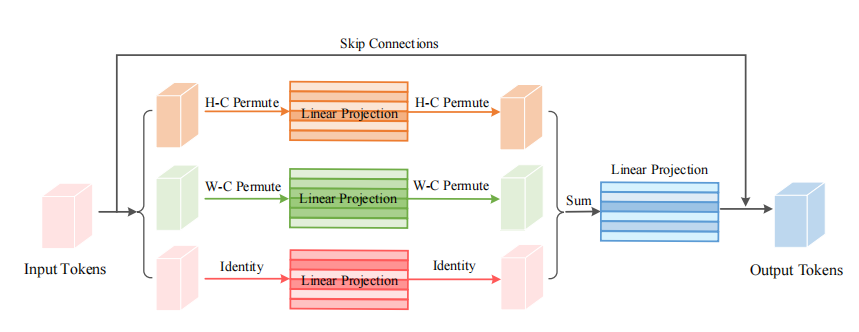 Skip Connections
H-C Permute
Linear Projection
H-C Permute
W-C Permute
Linear Projection
W-C Permute
Identity
Linear Projection
Identity
Input Tokens
Sum
Linear Projection
Output Tokens